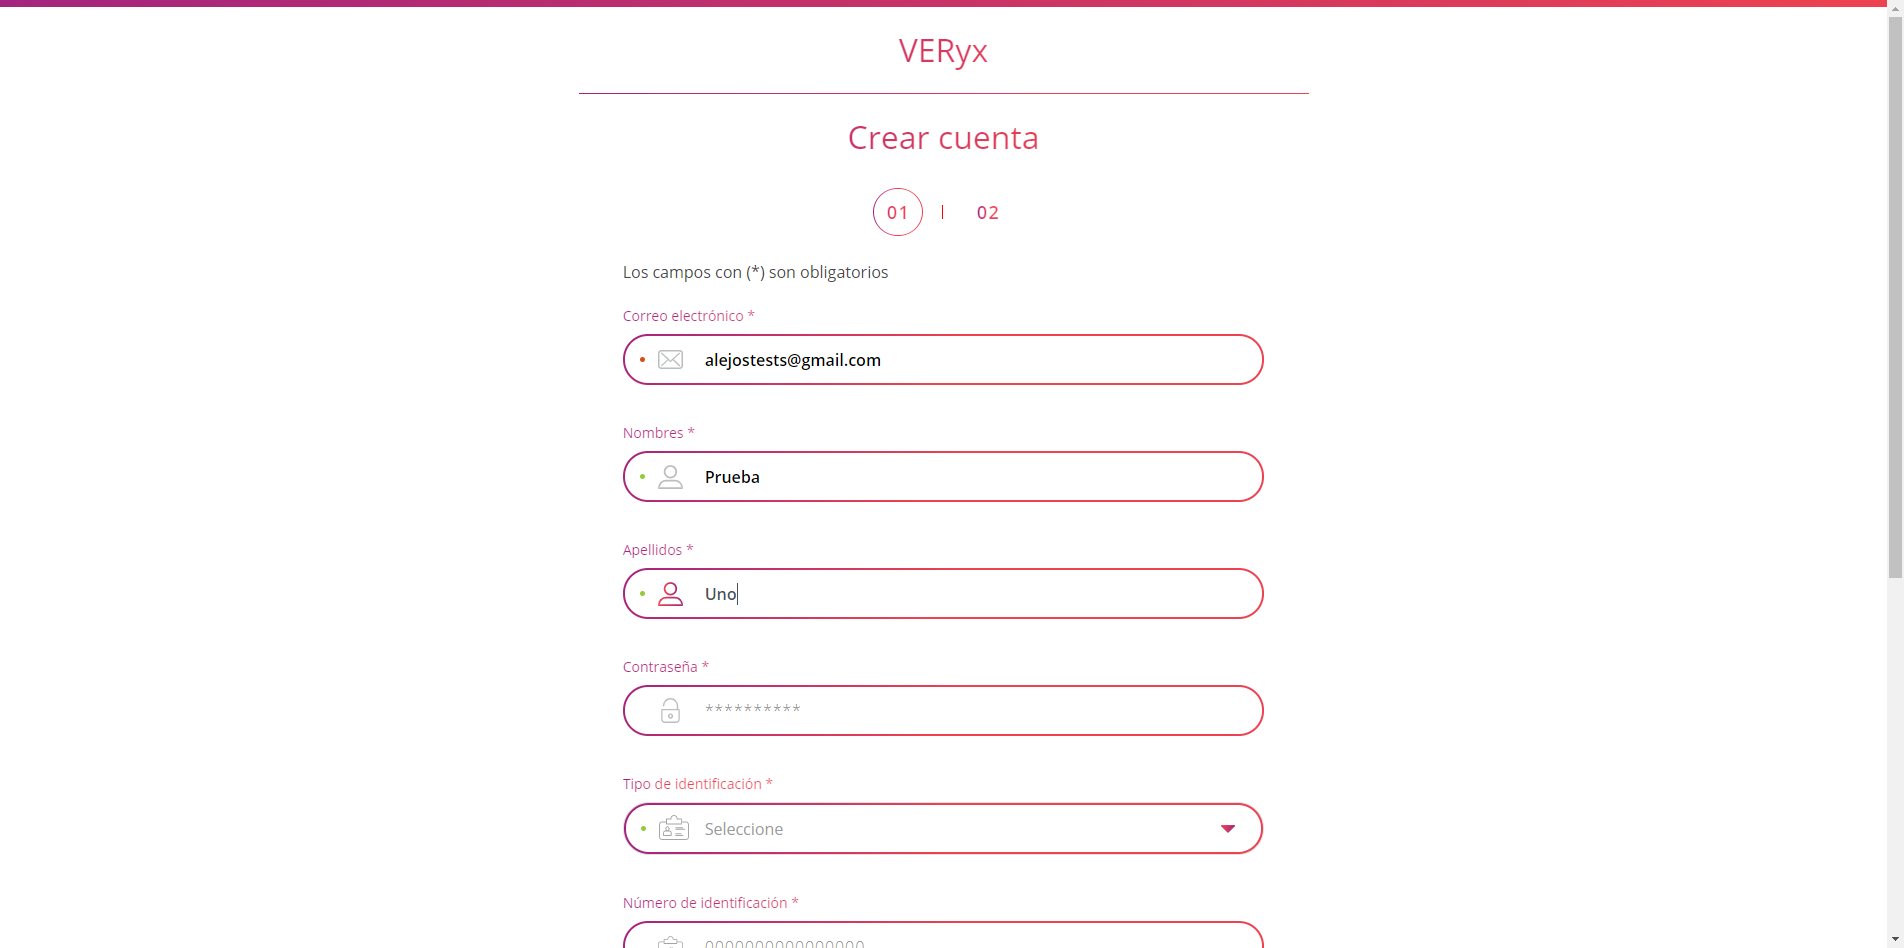 VERyx
Crear cuenta
01 | 02
Los campos con (*) son obligatorios
Correo electrónico *
alejostests@gmail.com
Nombres *
Prueba
Apellidos *
Uno
Contraseña *
**********
Tipo de identificación *
Seleccione
Número de identificación *
0000000000000000